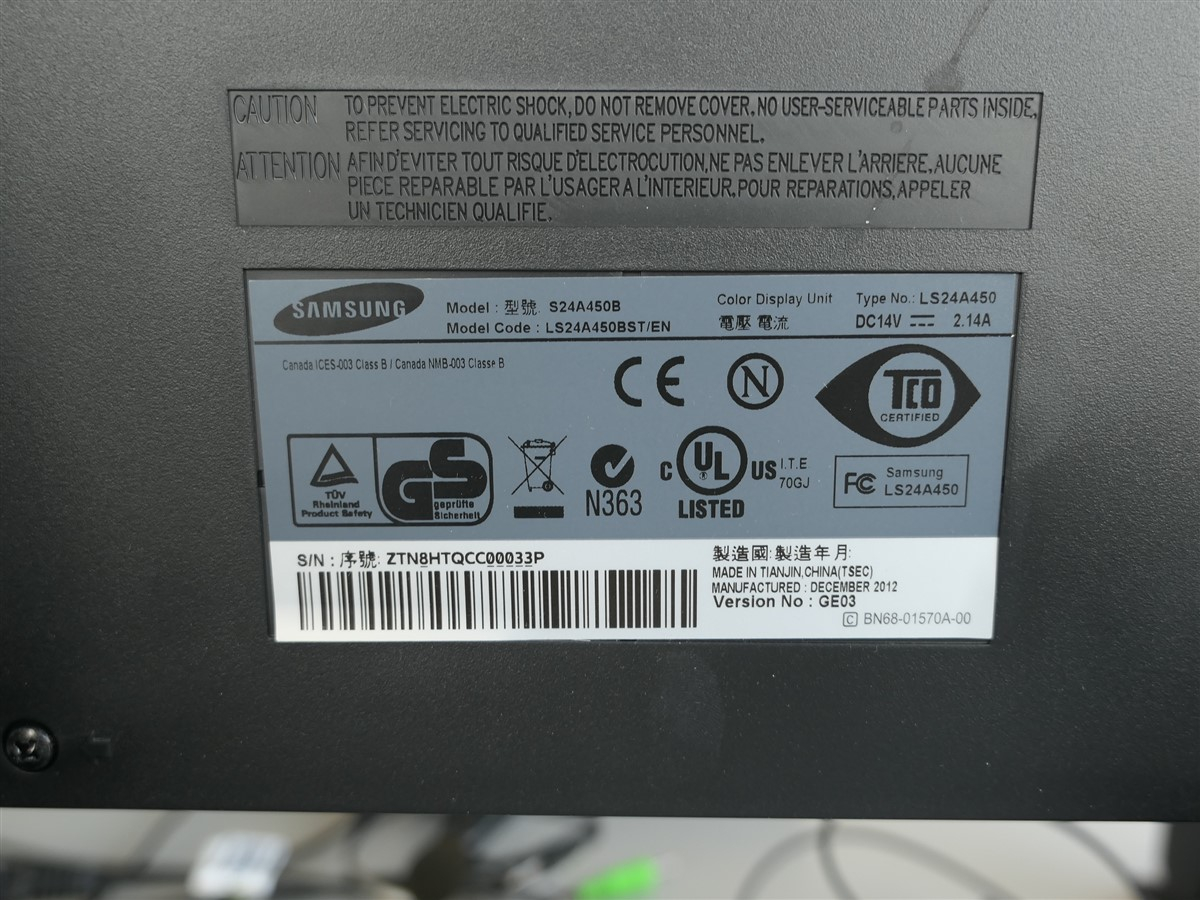 CAUTION TO PREVENT ELECTRIC SHOCK, DO NOT REMOVE COVER. NO USER-SERVICEABLE PARTS INSIDE.
REFER SERVICING TO QUALIFIED SERVICE PERSONNEL.
ATTENTION AFIN D'EVITER TOUT RISQUE D'ELECTROCUTION, NE PAS ENLEVER L'ARRIERE. AUCUNE
PIECE REPARABLE PAR L'USAGER A L'INTERIEUR. POUR REPARATIONS, APPELER
UN TECHNICIEN QUALIFIE.
SAMSUNG
Model : 型號 S24A450B
Model Code : LS24A450BST/EN
Color Display Unit
電壓 電流
Type No.: LS24A450
DC14V ⎓ 2.14A
Canada ICES-003 Class B / Canada NMB-003 Classe B
CE
N
TCO
CERTIFIED
TÜV
Rheinland
Product Safety
GS
geprüfte
Sicherheit
N363
C UL US
LISTED
I.T.E
70GJ
FC
Samsung
LS24A450
S/N : 序號: ZTN8HTQCC00033P
製造國: 製造年月:
MADE IN TIANJIN,CHINA(TSEC)
MANUFACTURED : DECEMBER 2012
Version No : GE03
C BN68-01570A-00